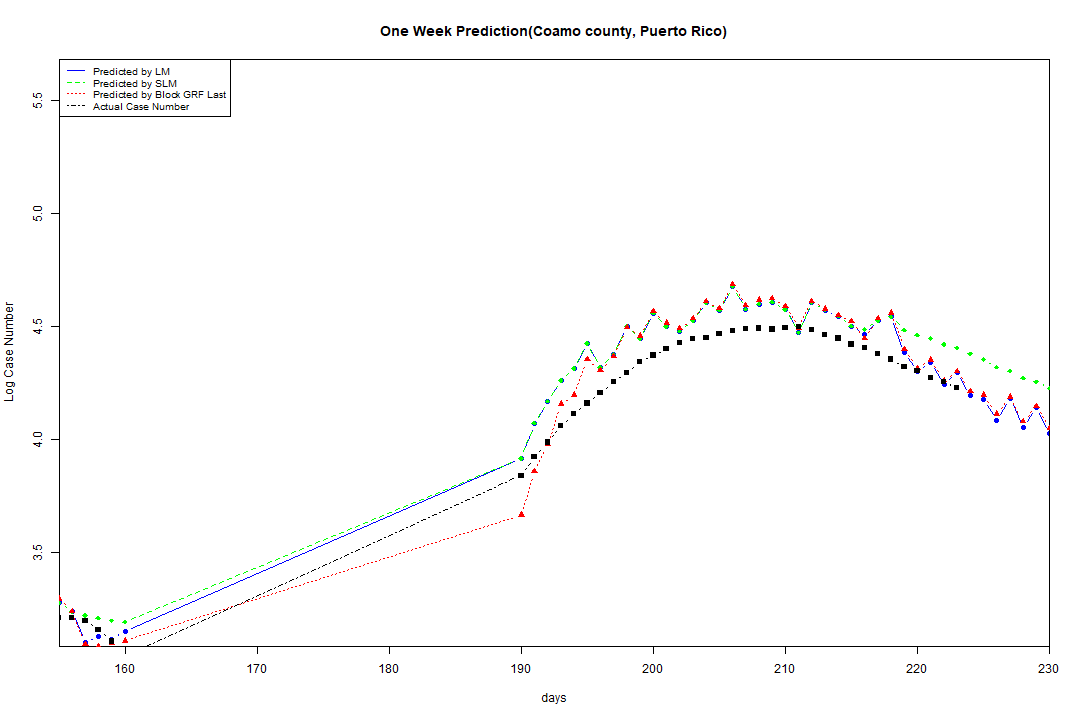 One Week Prediction(Coamo county, Puerto Rico)
Predicted by LM
Predicted by SLM
Predicted by Block GRF Last
Actual Case Number
Log Case Number
5.5
5.0
4.5
4.0
3.5
160 170 180 190 200 210 220 230
days